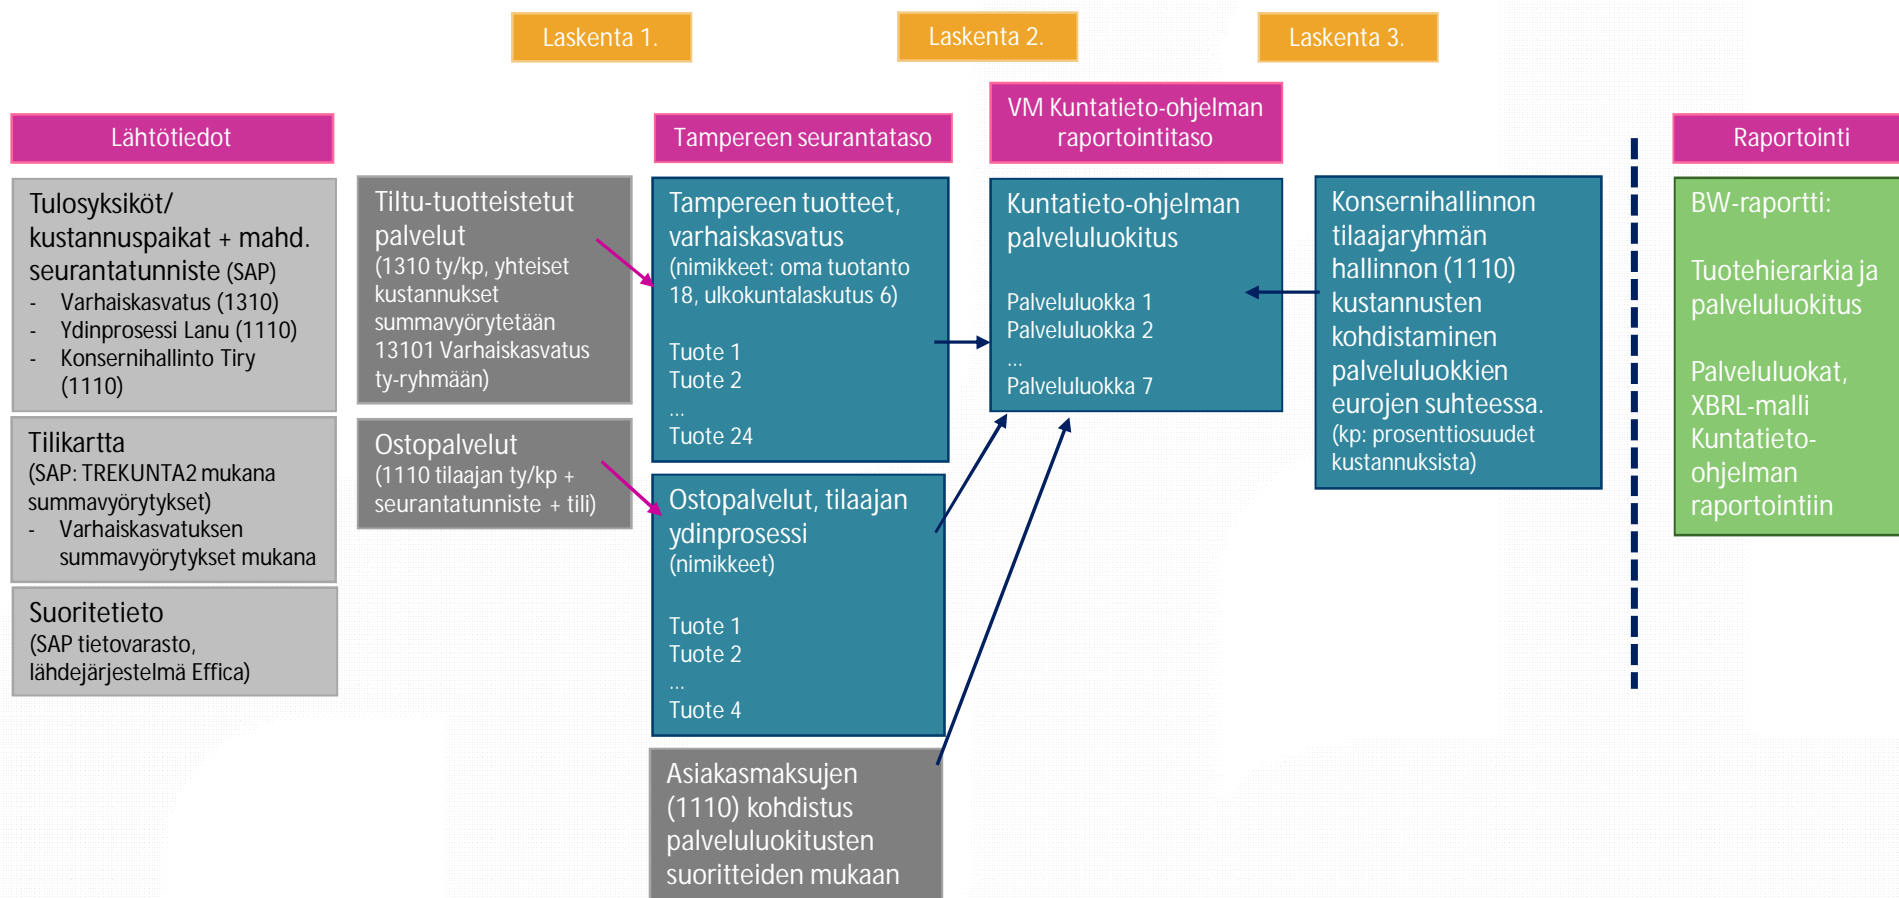 Laskenta 1.
Laskenta 2.
Laskenta 3.
Lähtötiedot
Tampereen seurantataso
VM Kuntatieto-ohjelman
raportointitaso
Raportointi
Tulosyksiköt/
kustannuspaikat + mahd.
seurantatunniste (SAP)
- Varhaiskasvatus (1310)
- Ydinprosessi Lanu (1110)
- Konsernihallinto Tiry
(1110)
Tilikartta
(SAP: TREKUNTA2 mukana
summavyörytykset)
- Varhaiskasvatuksen
summavyörytykset mukana
Suoritetieto
(SAP tietovarasto,
lähdejärjestelmä Effica)
Tiltu-tuotteistetut
palvelut
(1310 ty/kp, yhteiset
kustannukset
summavyörytetään
13101 Varhaiskasvatus
ty-ryhmään)
Ostopalvelut
(1110 tilaajan ty/kp +
seurantatunniste + tili)
Tampereen tuotteet,
varhaiskasvatus
(nimikkeet: oma tuotanto
18, ulkokuntalaskutus 6)
Tuote 1
Tuote 2
...
Tuote 24
Ostopalvelut, tilaajan
ydinprosessi
(nimikkeet)
Tuote 1
Tuote 2
...
Tuote 4
Asiakasmaksujen
(1110) kohdistus
palveluluokitusten
suoritteiden mukaan
Kuntatieto-ohjelman
palveluluokitus
Palveluluokka 1
Palveluluokka 2
...
Palveluluokka 7
Konsernihallinnon
tilaajaryhmän
hallinnon (1110)
kustannusten
kohdistaminen
palveluluokkien
eurojen suhteessa.
(kp: prosenttiosuudet
kustannuksista)
BW-raportti:
Tuotehierarkia ja
palveluluokitus
Palveluluokat,
XBRL-malli
Kuntatieto-
ohjelman
raportointiin